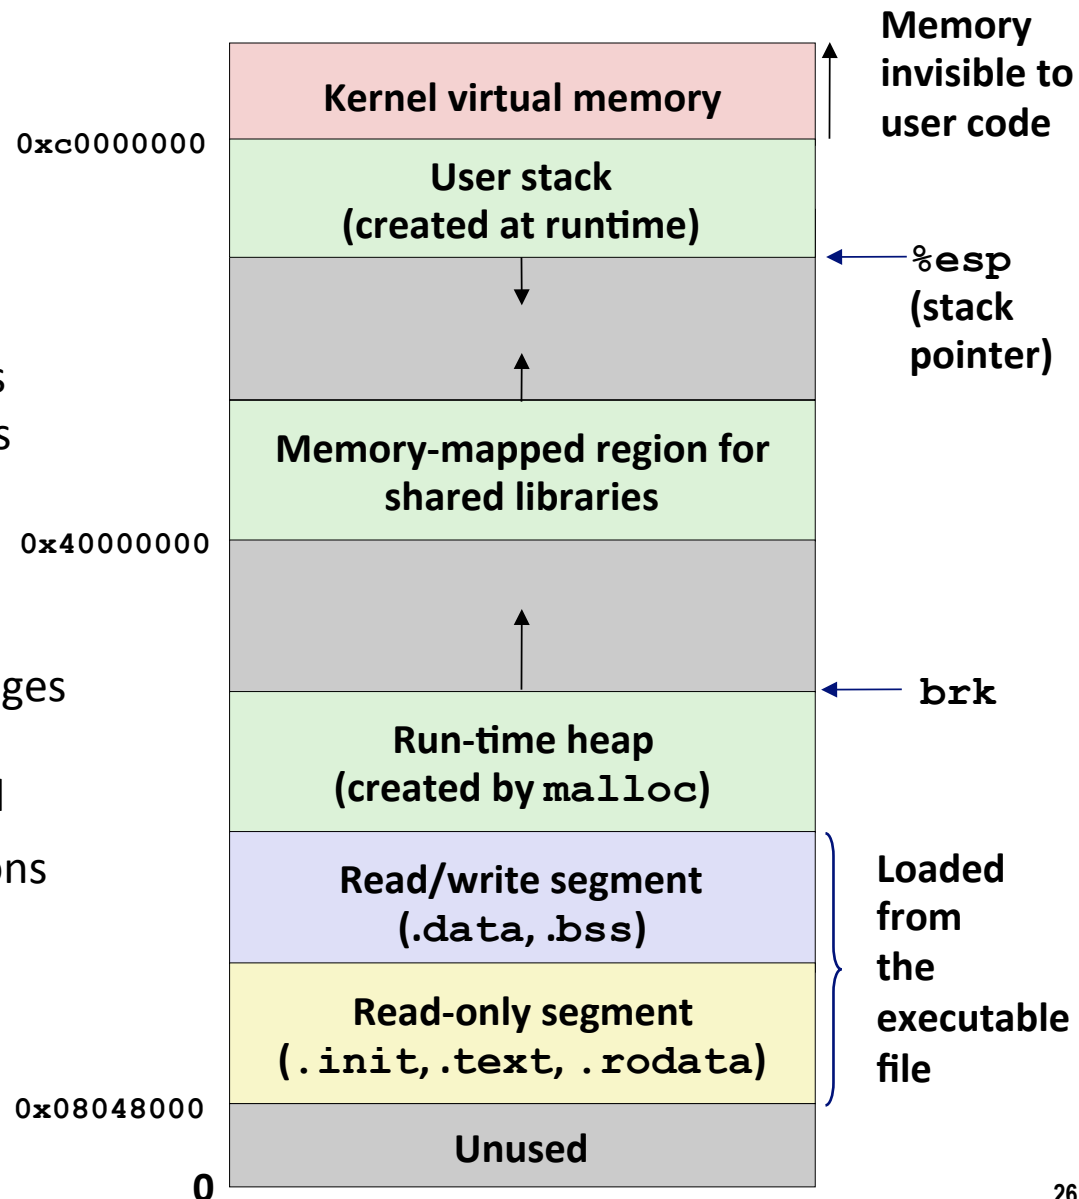 Memory
invisible to
user code
Kernel virtual memory
0xc0000000
User stack
(created at runtime)
%esp
(stack
pointer)
s
s
Memory-mapped region for
shared libraries
0x40000000
ges
brk
Run-time heap
(created by malloc)
l
ons
Read/write segment
(.data, .bss)
Loaded
from
the
executable
file
Read-only segment
(.init, .text, .rodata)
0x08048000
Unused
0
26